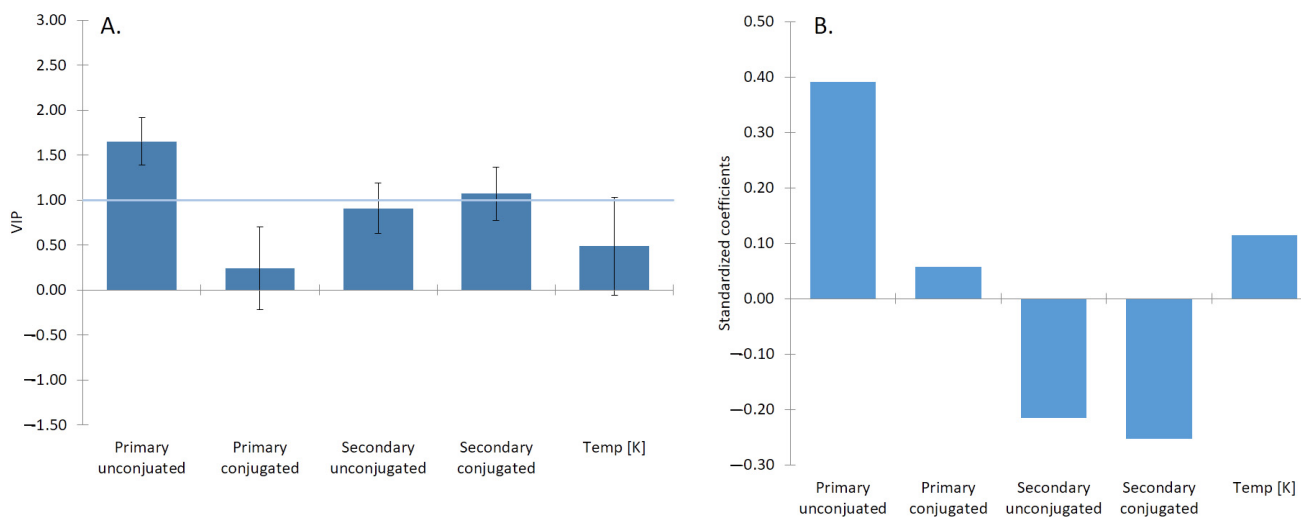 A.
3.00
2.50
2.00
1.50
1.00
0.50
0.00
—0.50
—1.00
—1.50
VIP
Primary
unconjuated
Primary
conjugated
Secondary
unconjugated
Secondary
conjugated
Temp [K]
B.
0.50
0.40
0.30
0.20
0.10
0.00
—0.10
—0.20
—0.30
Standardized coefficients
Primary
unconjuated
Primary
conjugated
Secondary
unconjugated
Secondary
conjugated
Temp [K]